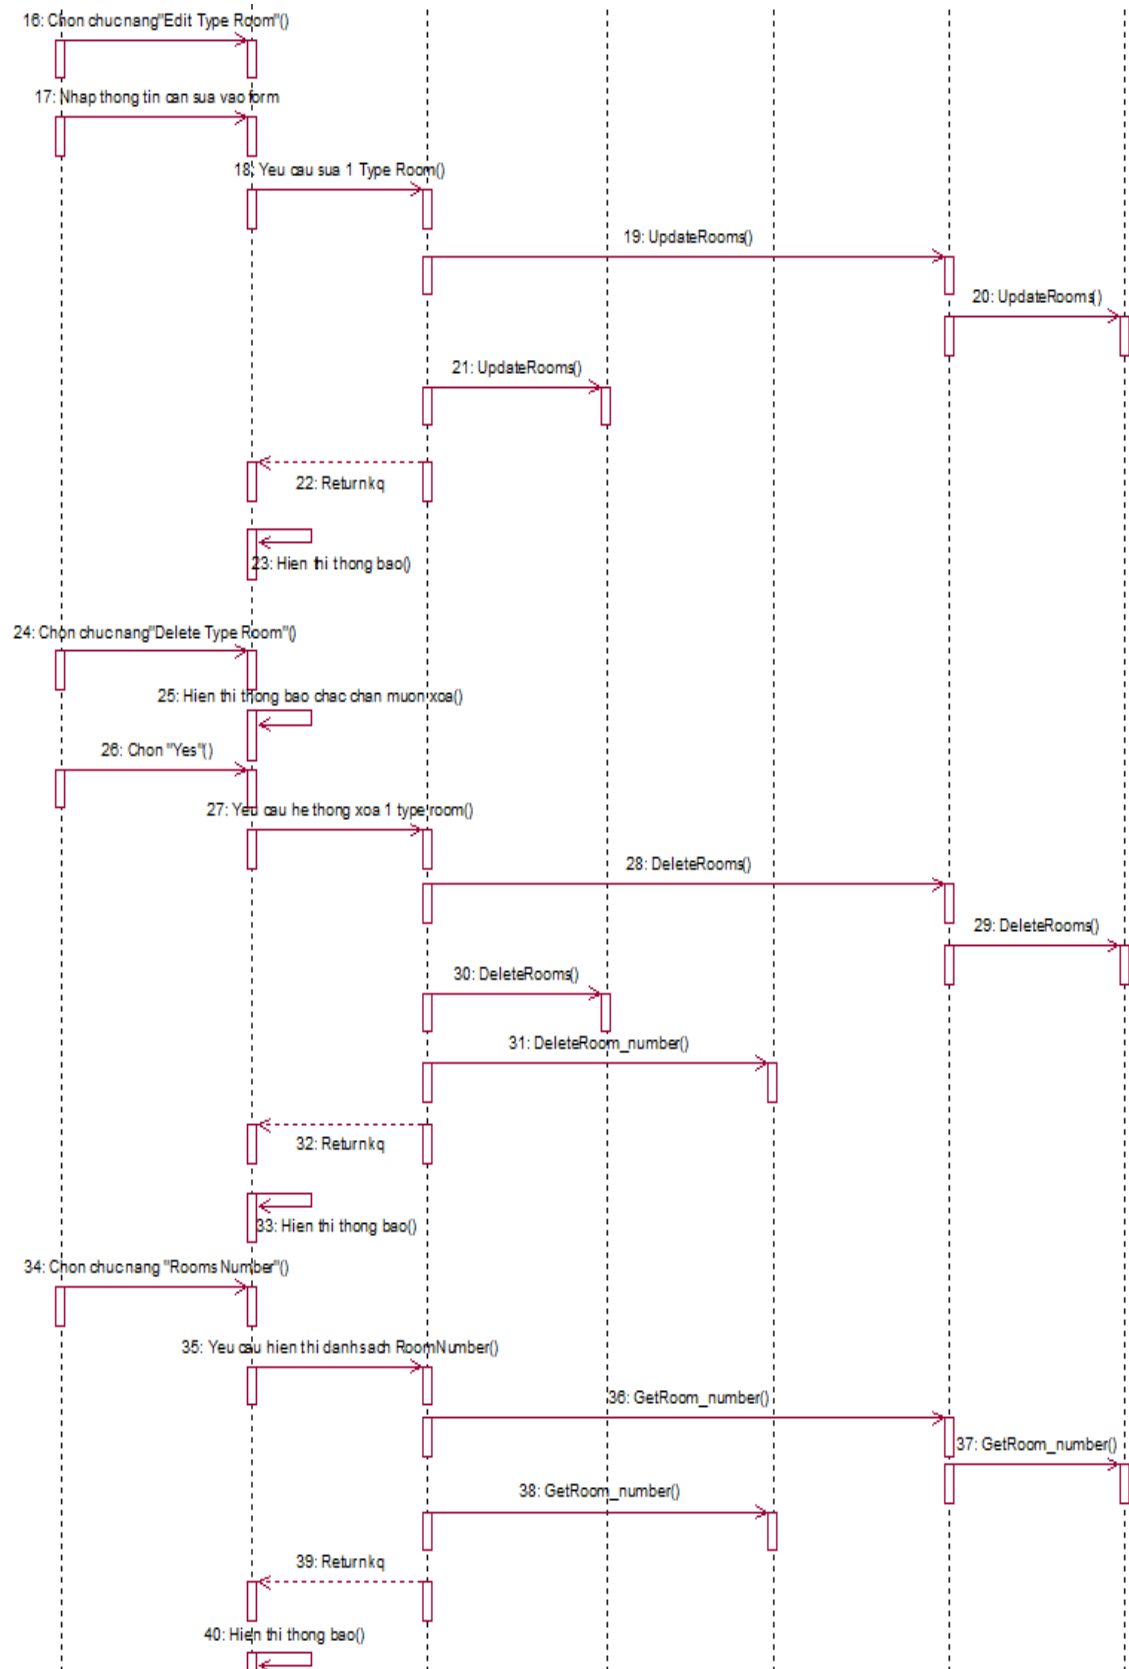 16: Chon chuc nang"Edit Type Room"()
17: Nhap thong tin can sua vao form
18: Yeu cau sua 1 Type Room()
19: UpdateRooms()
20: UpdateRooms()
21: UpdateRooms()
22: Return kq
23: Hien thi thong bao()
24: Chon chuc nang"Delete Type Room"()
25: Hien thi thong bao chac chan muon xoa()
26: Chon "Yes"()
27: Yeu cau he thong xoa 1 type room()
28: DeleteRooms()
29: DeleteRooms()
30: DeleteRooms()
31: DeleteRoom_number()
32: Return kq
33: Hien thi thong bao()
34: Chon chuc nang "Rooms Number"()
35: Yeu cau hien thi danh sach RoomNumber()
36: GetRoom_number()
37: GetRoom_number()
38: GetRoom_number()
39: Return kq
40: Hien thi thong bao()